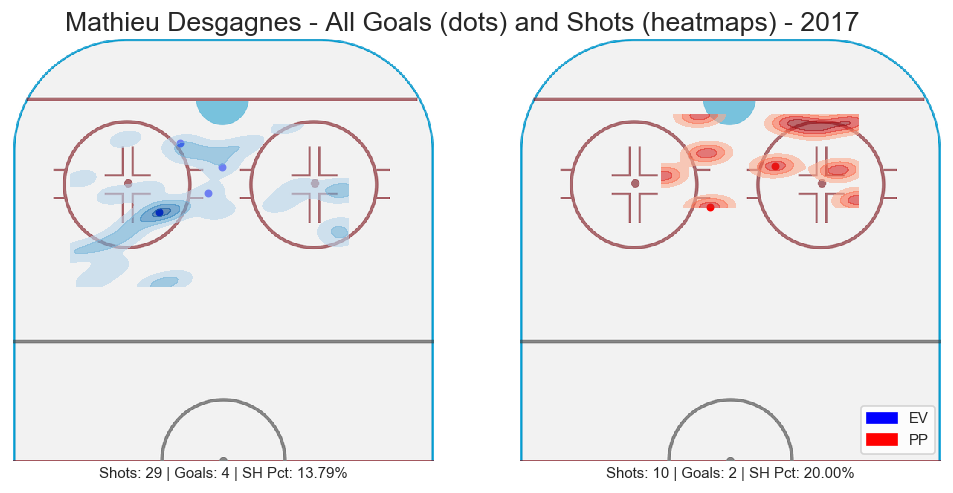 Mathieu Desgagnes - All Goals (dots) and Shots (heatmaps) - 2017
EV
PP
Shots: 29 | Goals: 4 | SH Pct: 13.79%
Shots: 10 | Goals: 2 | SH Pct: 20.00%